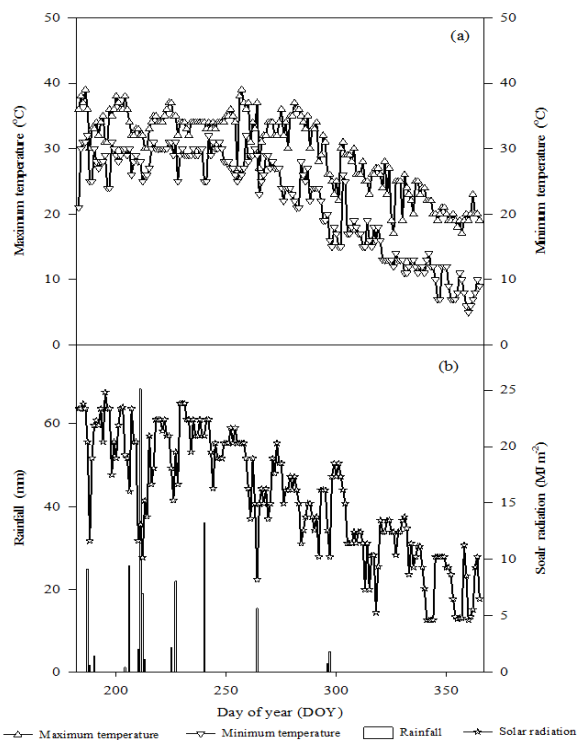 50
(a)
50
40
40
30
30
20
20
10
10
0
0
Maximum temperature (°C)
Minimum temperature (°C)
(b)
60
40
20
0
25
20
15
10
5
0
Rainfall (mm)
Soalr radiation (MJ m²)
200 250 300 350
Day of year (DOY)
Maximum temperature Minimum temperature Rainfall Solar radiation